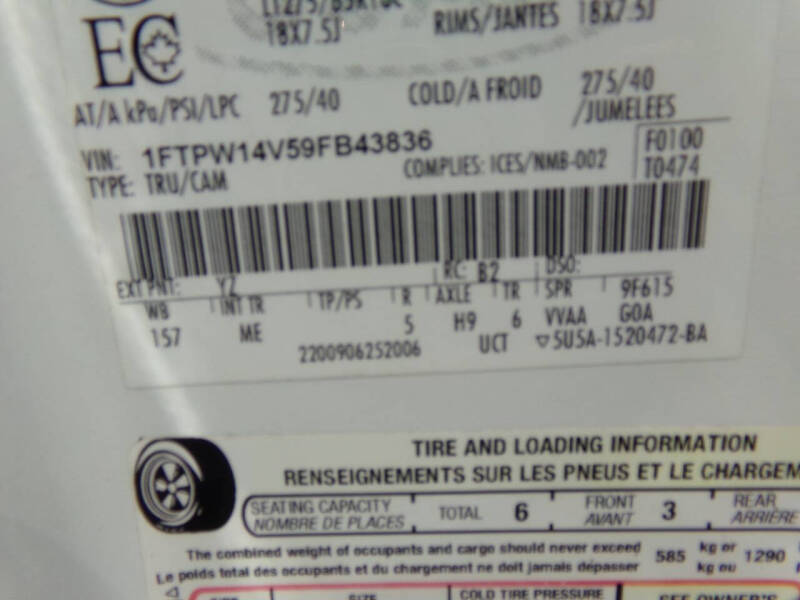 18X7.5J RIMS/JANTES 18X7.5J
EC
AT/A kPa/PSI/LPC 275/40 COLD/A FROID 275/40
/JUMELEES
VIN: 1FTPW14V59FB43836 F0100
TYPE: TRU/CAM COMPLIES: ICES/NMB-002 T0474
EXT PNT: YZ RC: B2 DSO:
WB INT TR TP/PS R AXLE TR SPR 9F615
157 ME 5 H9 6 VVAA GOA
2200906252006 UCT ▽5U5A-1520472-BA
TIRE AND LOADING INFORMATION
RENSEIGNEMENTS SUR LES PNEUS ET LE CHARGEM
SEATING CAPACITY TOTAL 6 FRONT 3 REAR
NOMBRE DE PLACES AVANT ARRIÈRE
The combined weight of occupants and cargo should never exceed 585 kg or 1290
Le poids total des occupants et du chargement ne doit jamais dépasser kg ou
SIZE COLD TIRE PRESSURE SEE OWNER'S